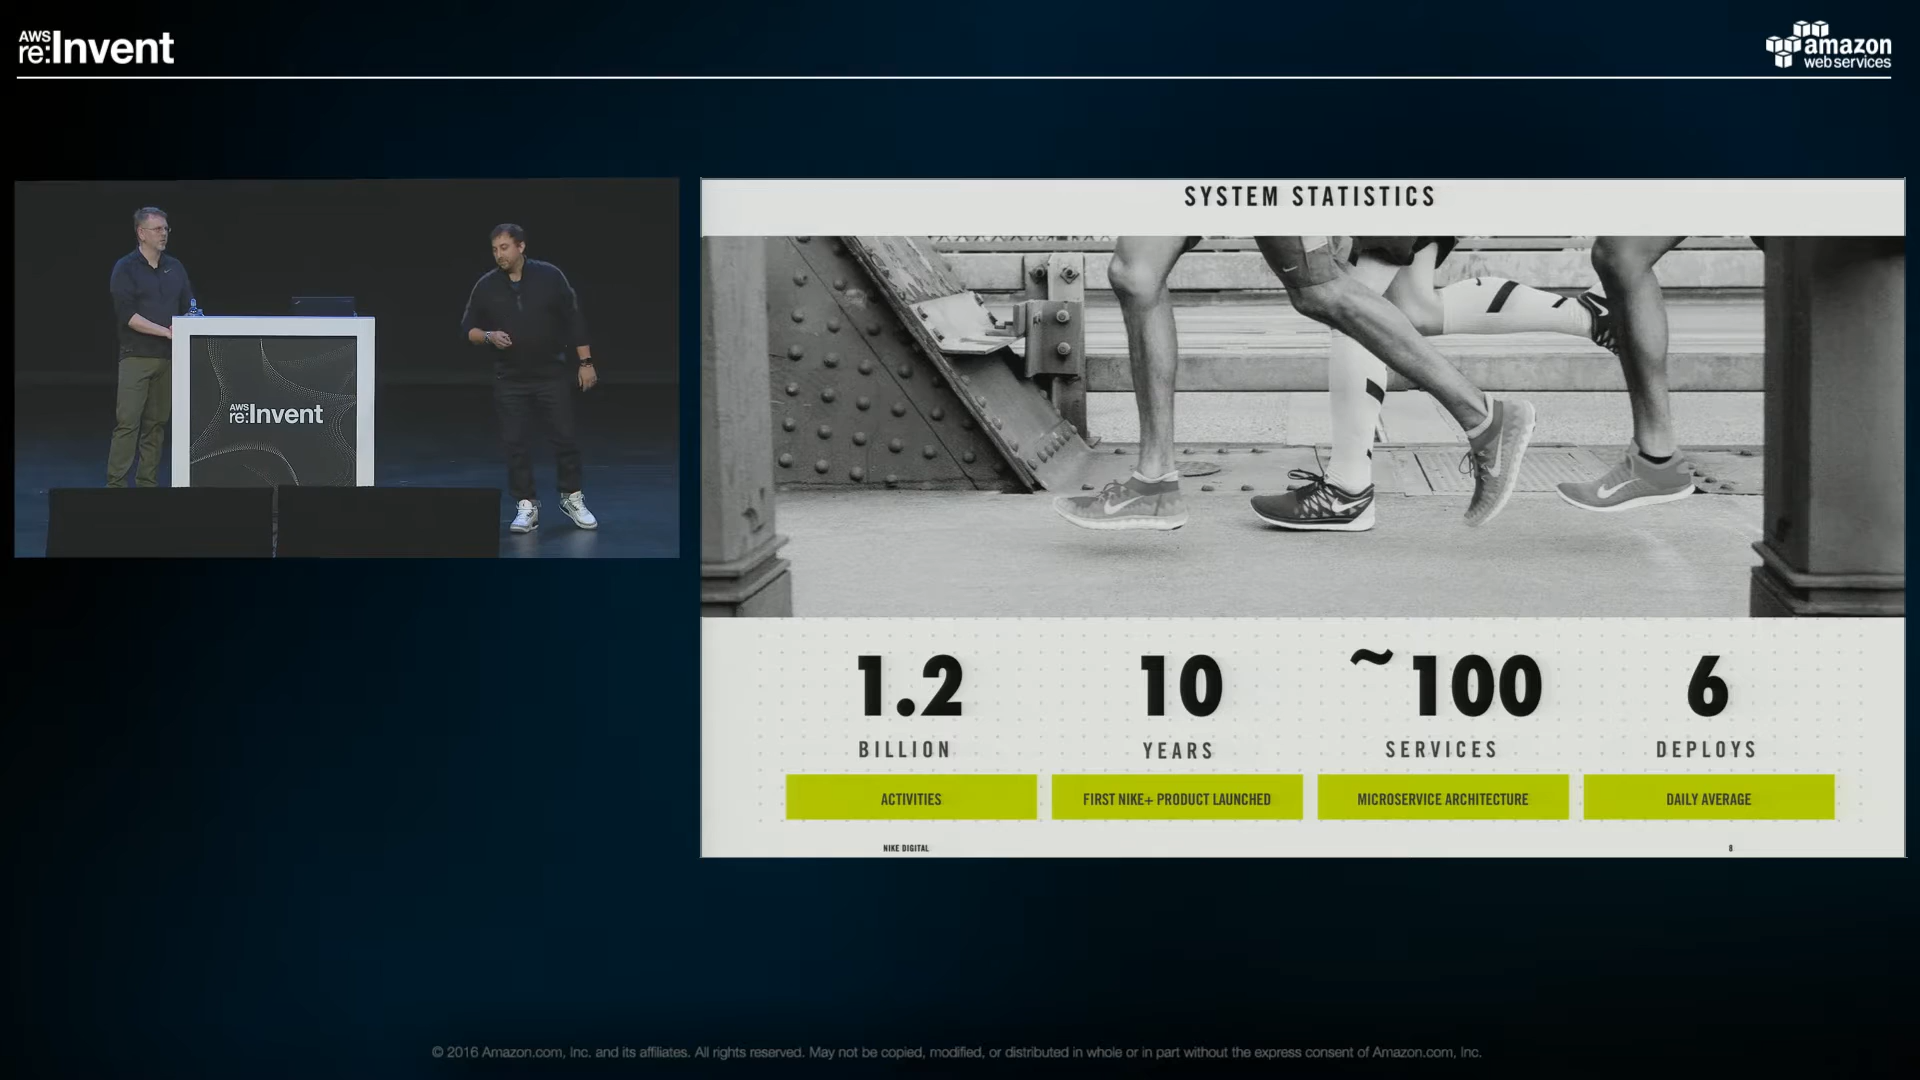 AWS
re:Invent
amazon
web services
AWS
re:Invent
SYSTEM STATISTICS
1.2
BILLION
ACTIVITIES
10
YEARS
FIRST NIKE+ PRODUCT LAUNCHED
~100
SERVICES
MICROSERVICE ARCHITECTURE
6
DEPLOYS
DAILY AVERAGE
NIKE DIGITAL
8
© 2016 Amazon.com, Inc. and its affiliates. All rights reserved. May not be copied, modified, or distributed in whole or in part without the express consent of Amazon.com, Inc.